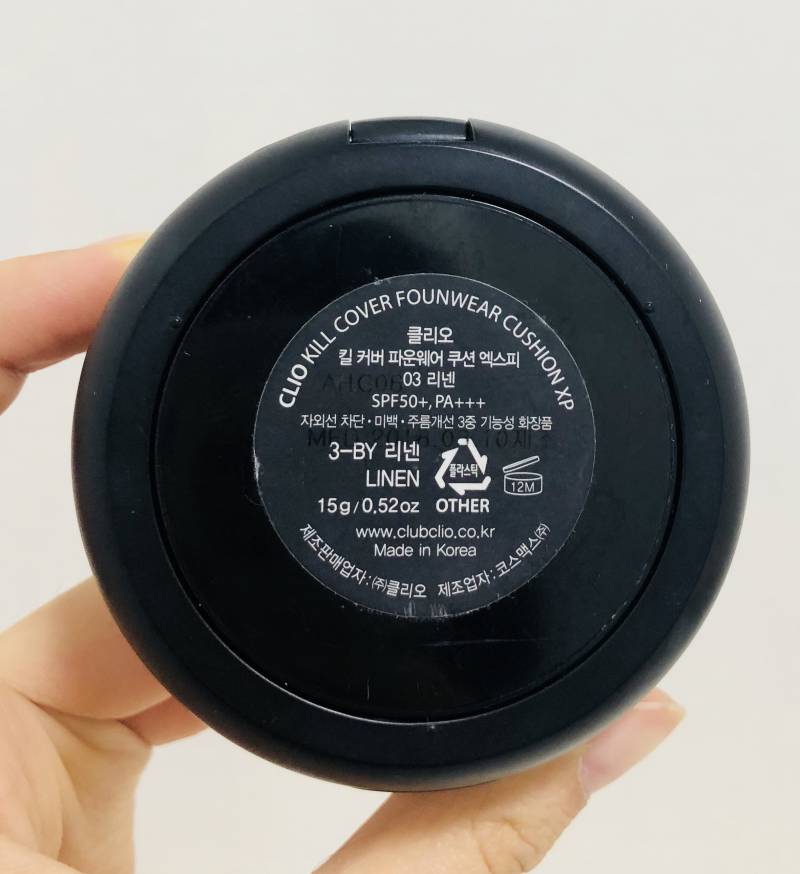 CLIO KILL COVER FOUNWEAR CUSHION XP
클리오
킬 커버 파운웨어 쿠션 엑스피
03 리넨
SPF50+, PA+++
자외선 차단·미백·주름개선 3중 기능성 화장품
3-BY 리넨
LINEN
플라스틱
12M
15g/0.52oz OTHER
www.clubclio.co.kr
Made in Korea
제조판매업자:㈜클리오 제조업자:코스맥스㈜